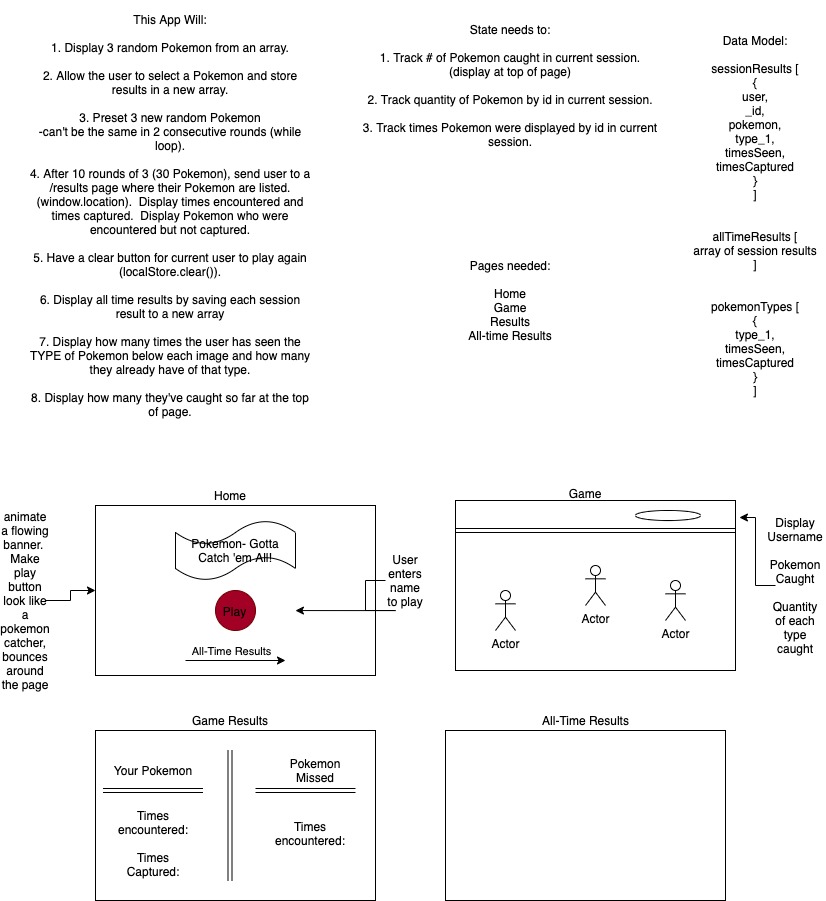 This App Will:
1. Display 3 random Pokemon from an array.
2. Allow the user to select a Pokemon and store
results in a new array.
3. Preset 3 new random Pokemon
-can't be the same in 2 consecutive rounds (while
loop).
4. After 10 rounds of 3 (30 Pokemon), send user to a
/results page where their Pokemon are listed.
(window.location).  Display times encountered and
times captured.  Display Pokemon who were
encountered but not captured.
5. Have a clear button for current user to play again
(localStore.clear()).
6. Display all time results by saving each session
result to a new array
7. Display how many times the user has seen the
TYPE of Pokemon below each image and how many
they already have of that type.
8. Display how many they've caught so far at the top
of page.
State needs to:
1. Track # of Pokemon caught in current session.
(display at top of page)
2. Track quantity of Pokemon by id in current session.
3. Track times Pokemon were displayed by id in current
session.
Pages needed:
Home
Game
Results
All-time Results
Data Model:
sessionResults [
{
user,
_id,
pokemon,
type_1,
timesSeen,
timesCaptured
}
]
allTimeResults [
array of session results
]
pokemonTypes [
{
type_1,
timesSeen,
timesCaptured
}
]
animate
a flowing
banner.
Make
play
button
look like
a
pokemon
catcher,
bounces
around
the page
Home
Pokemon- Gotta
Catch 'em All!
Play
All-Time Results
User
enters
name
to play
Game
Actor
Actor
Actor
Display
Username
Pokemon
Caught
Quantity
of each
type
caught
Game Results
Your Pokemon
Times
encountered:
Times
Captured:
Pokemon
Missed
Times
encountered:
All-Time Results